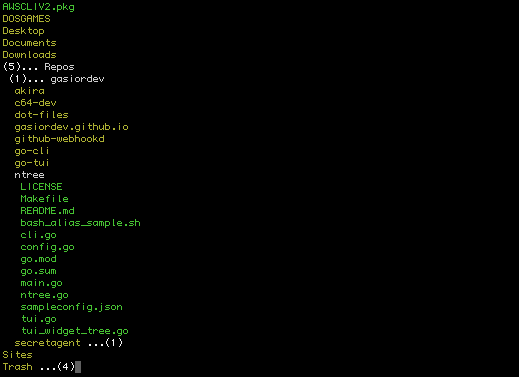 AWSCLIV2.pkg
DOSGAMES
Desktop
Documents
Downloads
(5)... Repos
(1)... gasiordev
akira
c64-dev
dot-files
gasiordev.github.io
github-webhookd
go-cli
go-tui
ntree
LICENSE
Makefile
README.md
bash_alias_sample.sh
cli.go
config.go
go.mod
go.sum
main.go
ntree.go
sampleconfig.json
tui.go
tui_widget_tree.go
secretagent ...(1)
Sites
Trash ...(4)